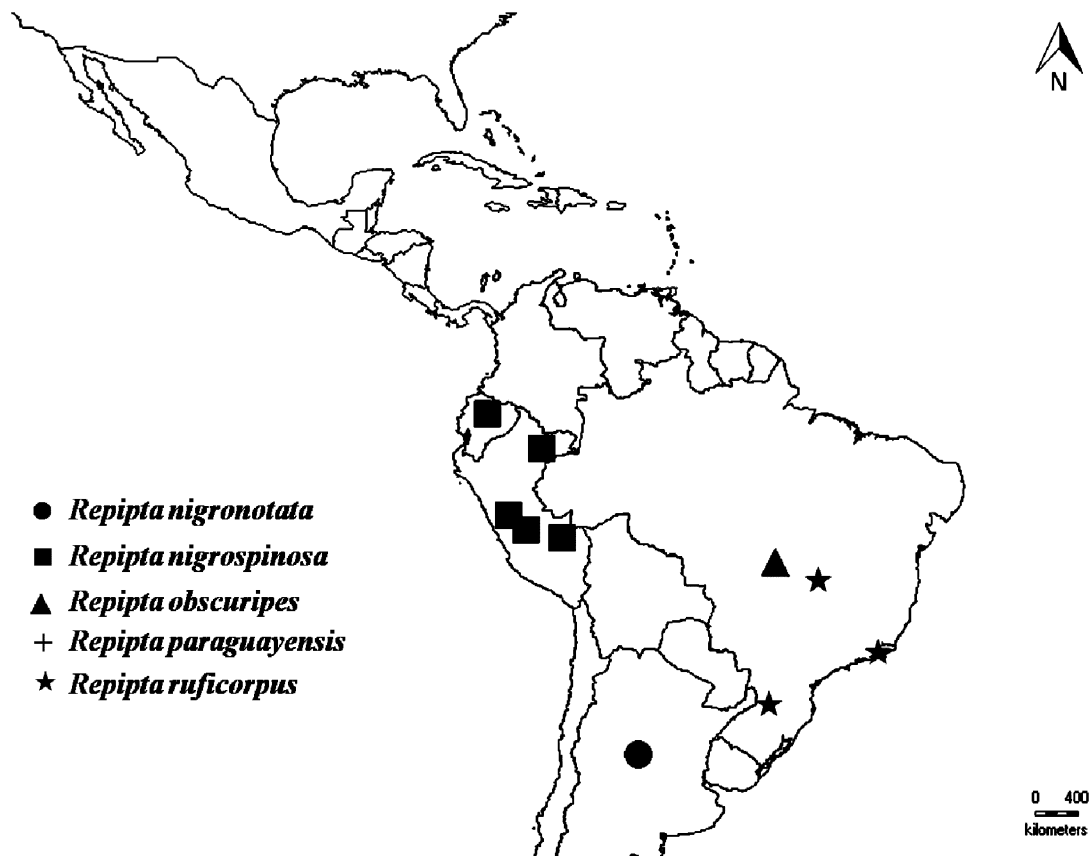 N
Repipta nigronotata
Repipta nigrospinosa
Repipta obscuripes
Repipta paraguayensis
Repipta ruficorpus
0 400
kilometers